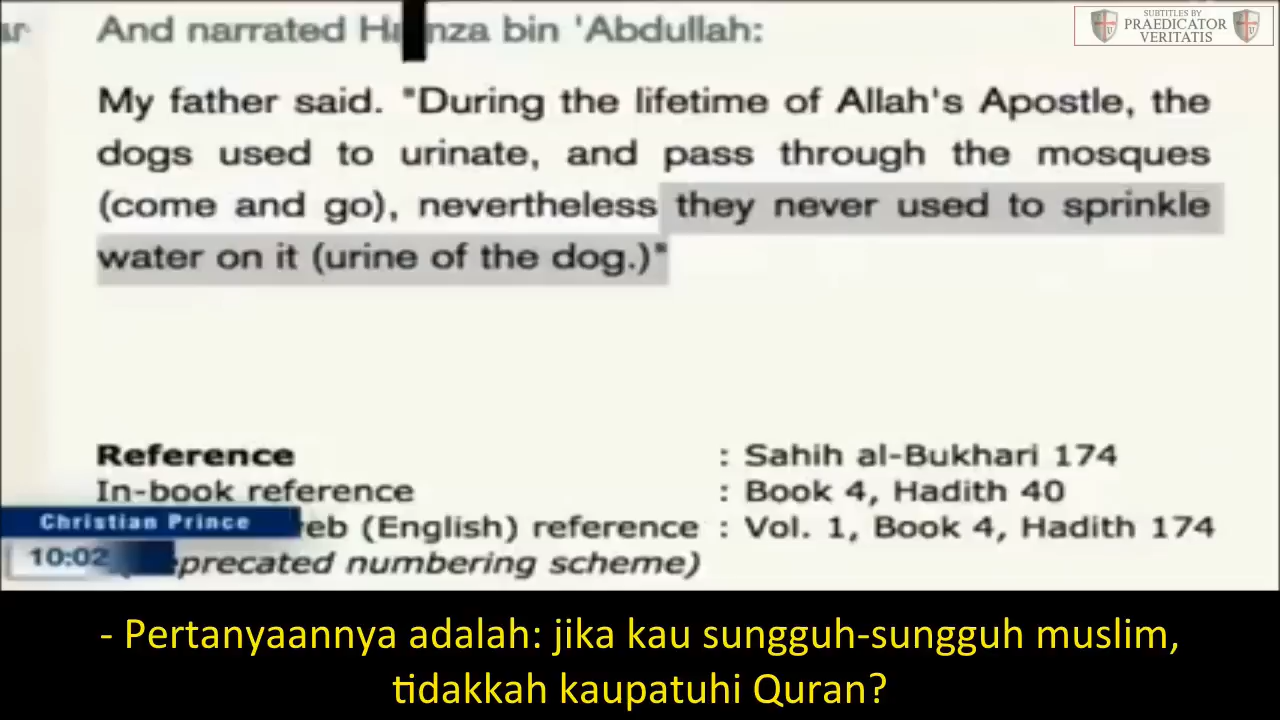 SUBTITLES BY
PRAEDICATOR
VERITATIS
And narrated
bin 'Abdullah:
My father said. "During the lifetime of Allah's Apostle, the
dogs used to urinate, and pass through the mosques
(come and go), nevertheless they never used to sprinkle
water on it (urine of the dog.)"
Reference : Sahih al-Bukhari 174
In-book reference : Book 4, Hadith 40
Christian Prince
(English) reference : Vol. 1, Book 4, Hadith 174
10:02
numbering scheme)
- Pertanyaannya adalah: jika kau sungguh-sungguh muslim,
tidakkah kaupatuhi Quran?